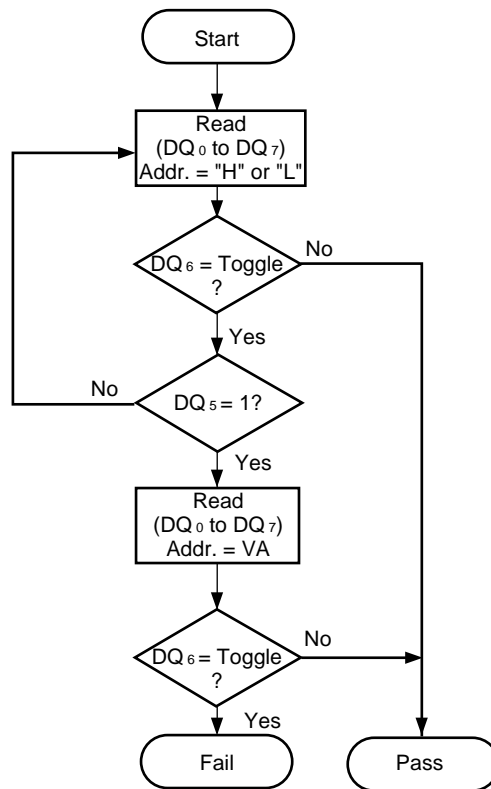 Start
Read
(DQ0 to DQ7)
Addr. = "H" or "L"
DQ6 = Toggle
?
No
Yes
No
DQ5 = 1?
Yes
Read
(DQ0 to DQ7)
Addr. = VA
DQ6 = Toggle
?
No
Yes
Fail
Pass